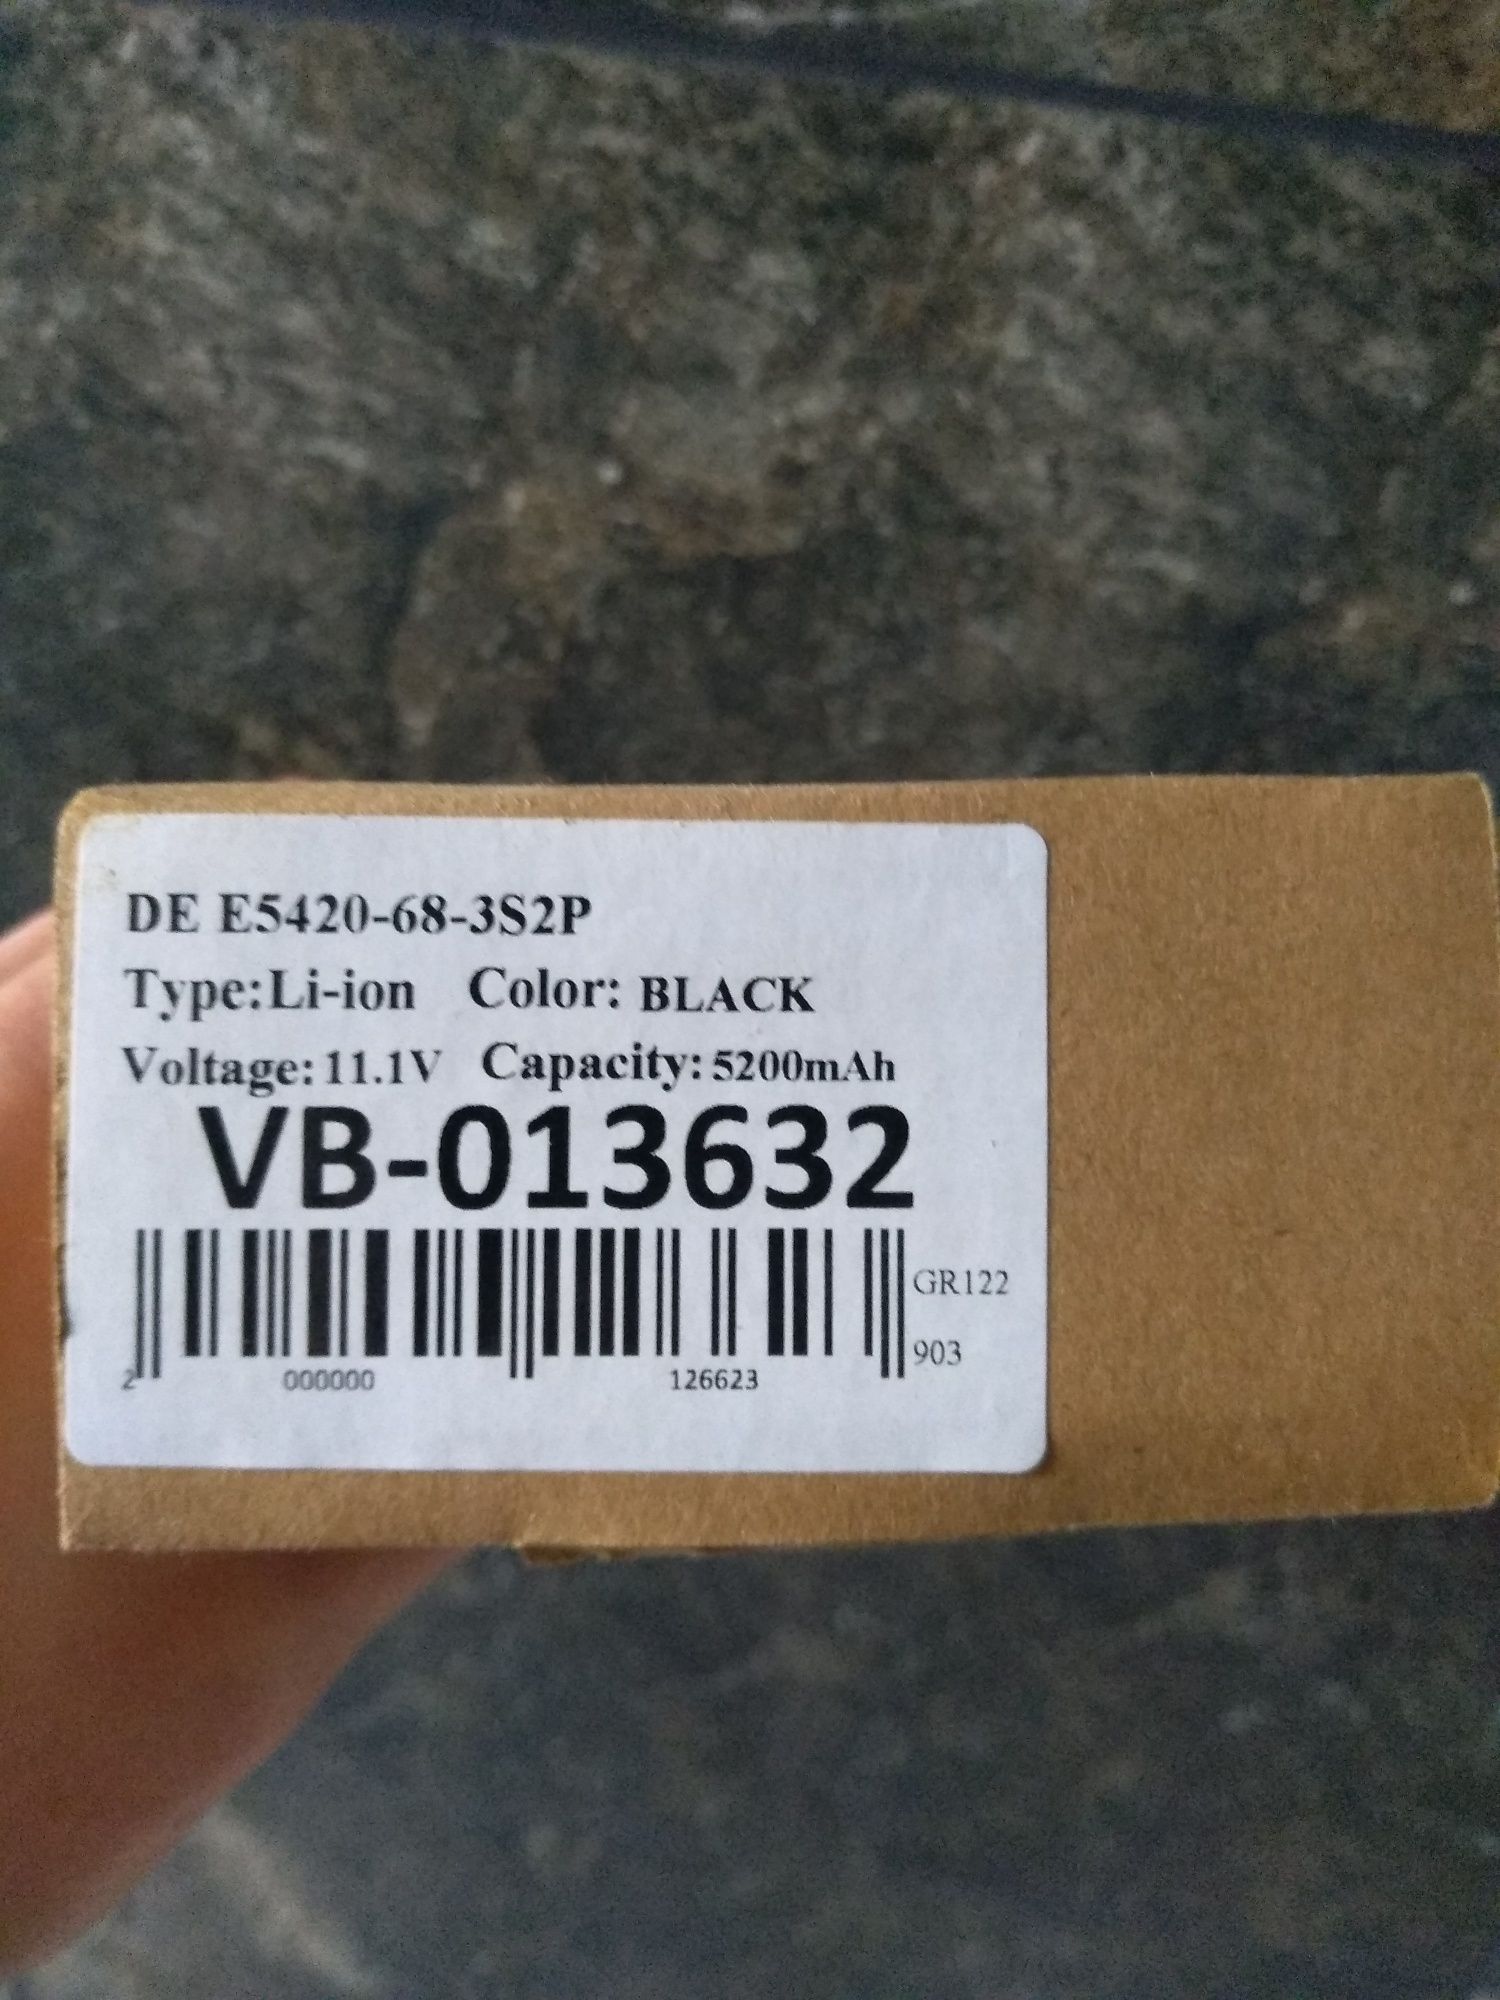 DE E5420-68-3S2P
Type:Li-ion Color: BLACK
Voltage:11.1V Capacity:5200mAh
VB-013632
GR122
903
2 000000 126623